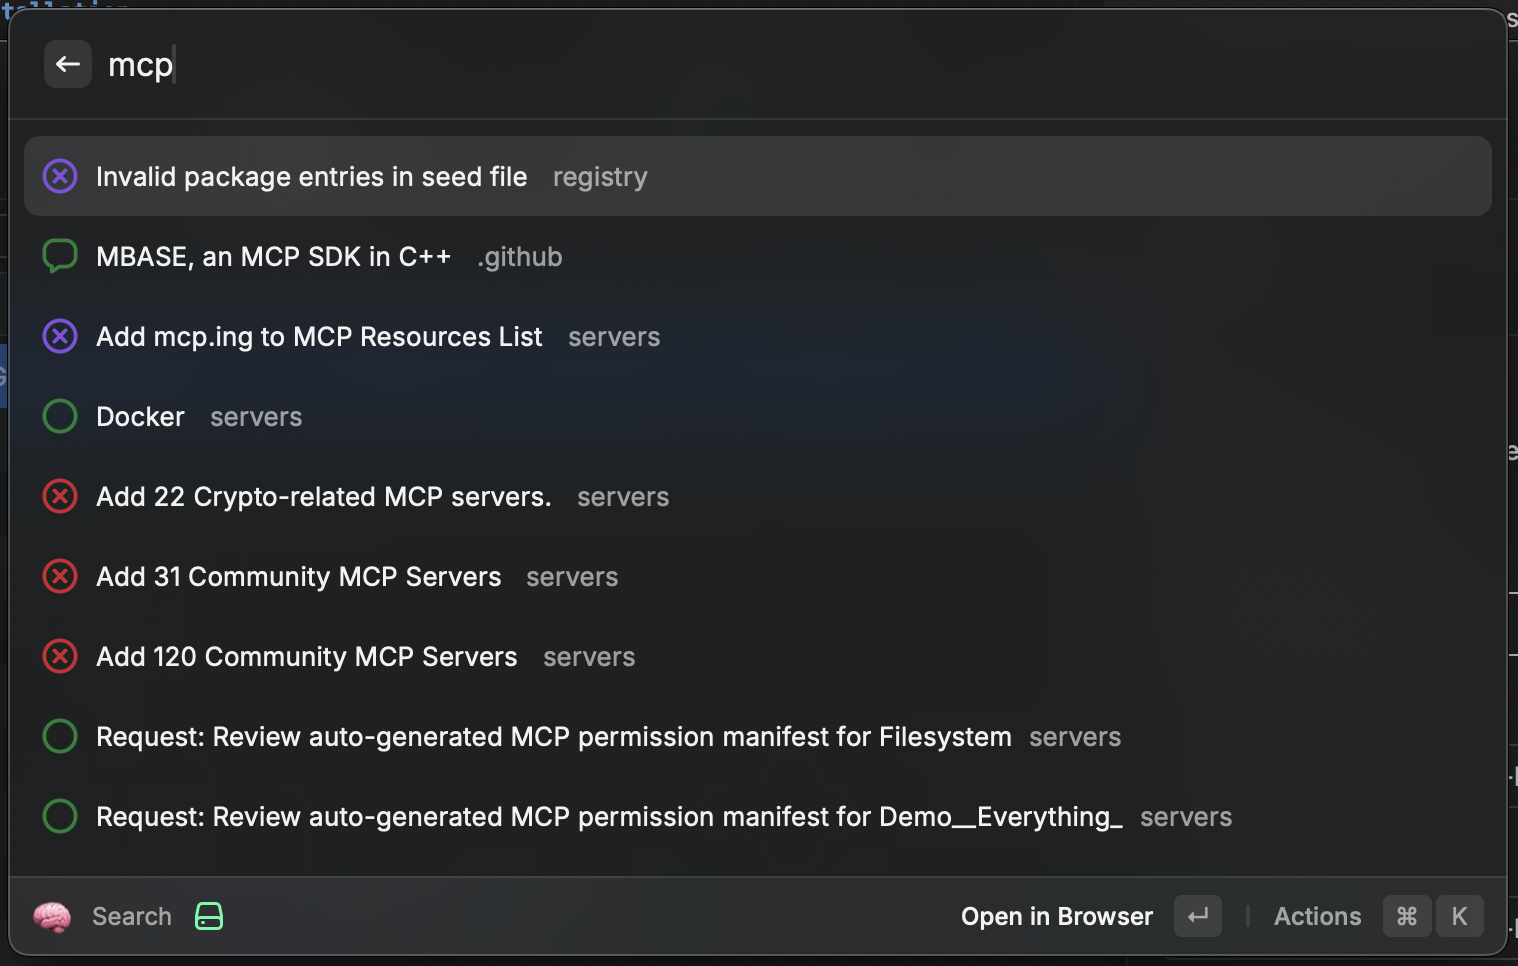 mcp
Invalid package entries in seed file registry
MBASE, an MCP SDK in C++ .github
Add mcp.ing to MCP Resources List servers
Docker servers
Add 22 Crypto-related MCP servers. servers
Add 31 Community MCP Servers servers
Add 120 Community MCP Servers servers
Request: Review auto-generated MCP permission manifest for Filesystem servers
Request: Review auto-generated MCP permission manifest for Demo__Everything_ servers
Search Open in Browser ↵ Actions ⌘ K